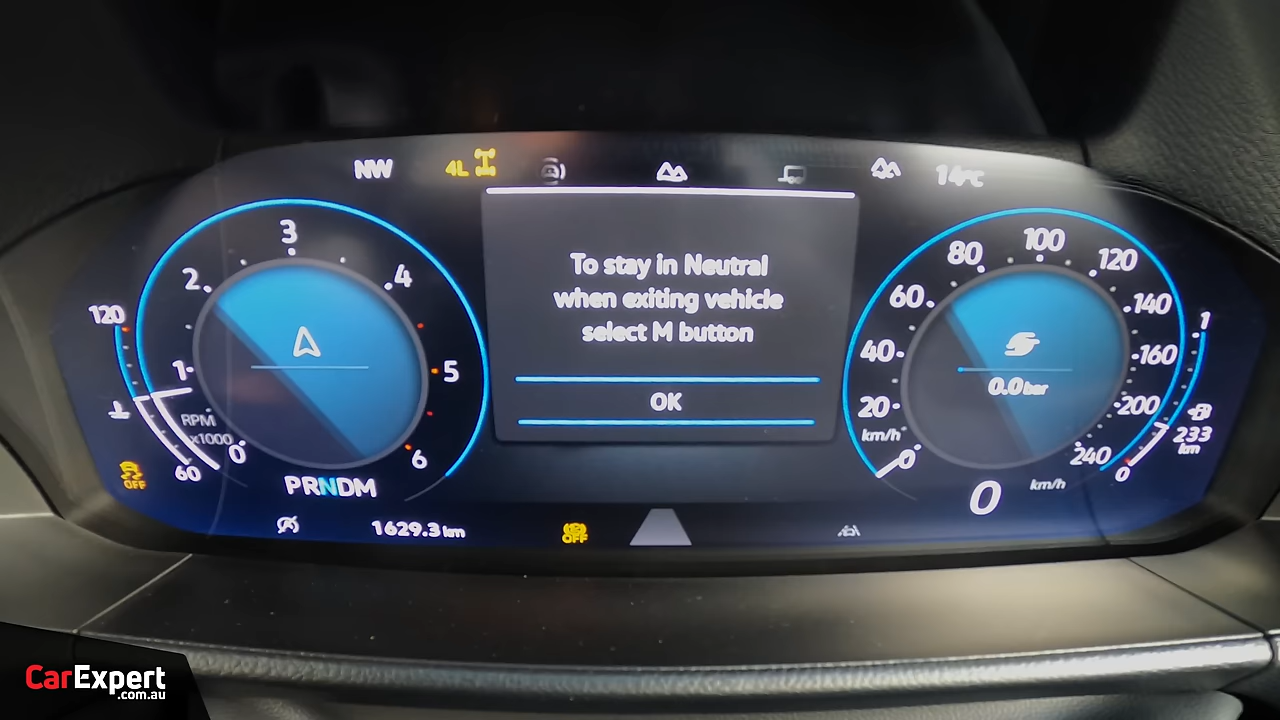 NW
4L
14°C
3
2
4
120
1
5
RPM
x1000
0
60
6
PRNDM
OFF
1629.3 km
OFF
To stay in Neutral
when exiting vehicle
select M button
OK
100
80
120
60
140
1
40
160
0.0 bar
20
200
233
km
km/h
0
240
0
0
km/h
CarExpert
.com.au